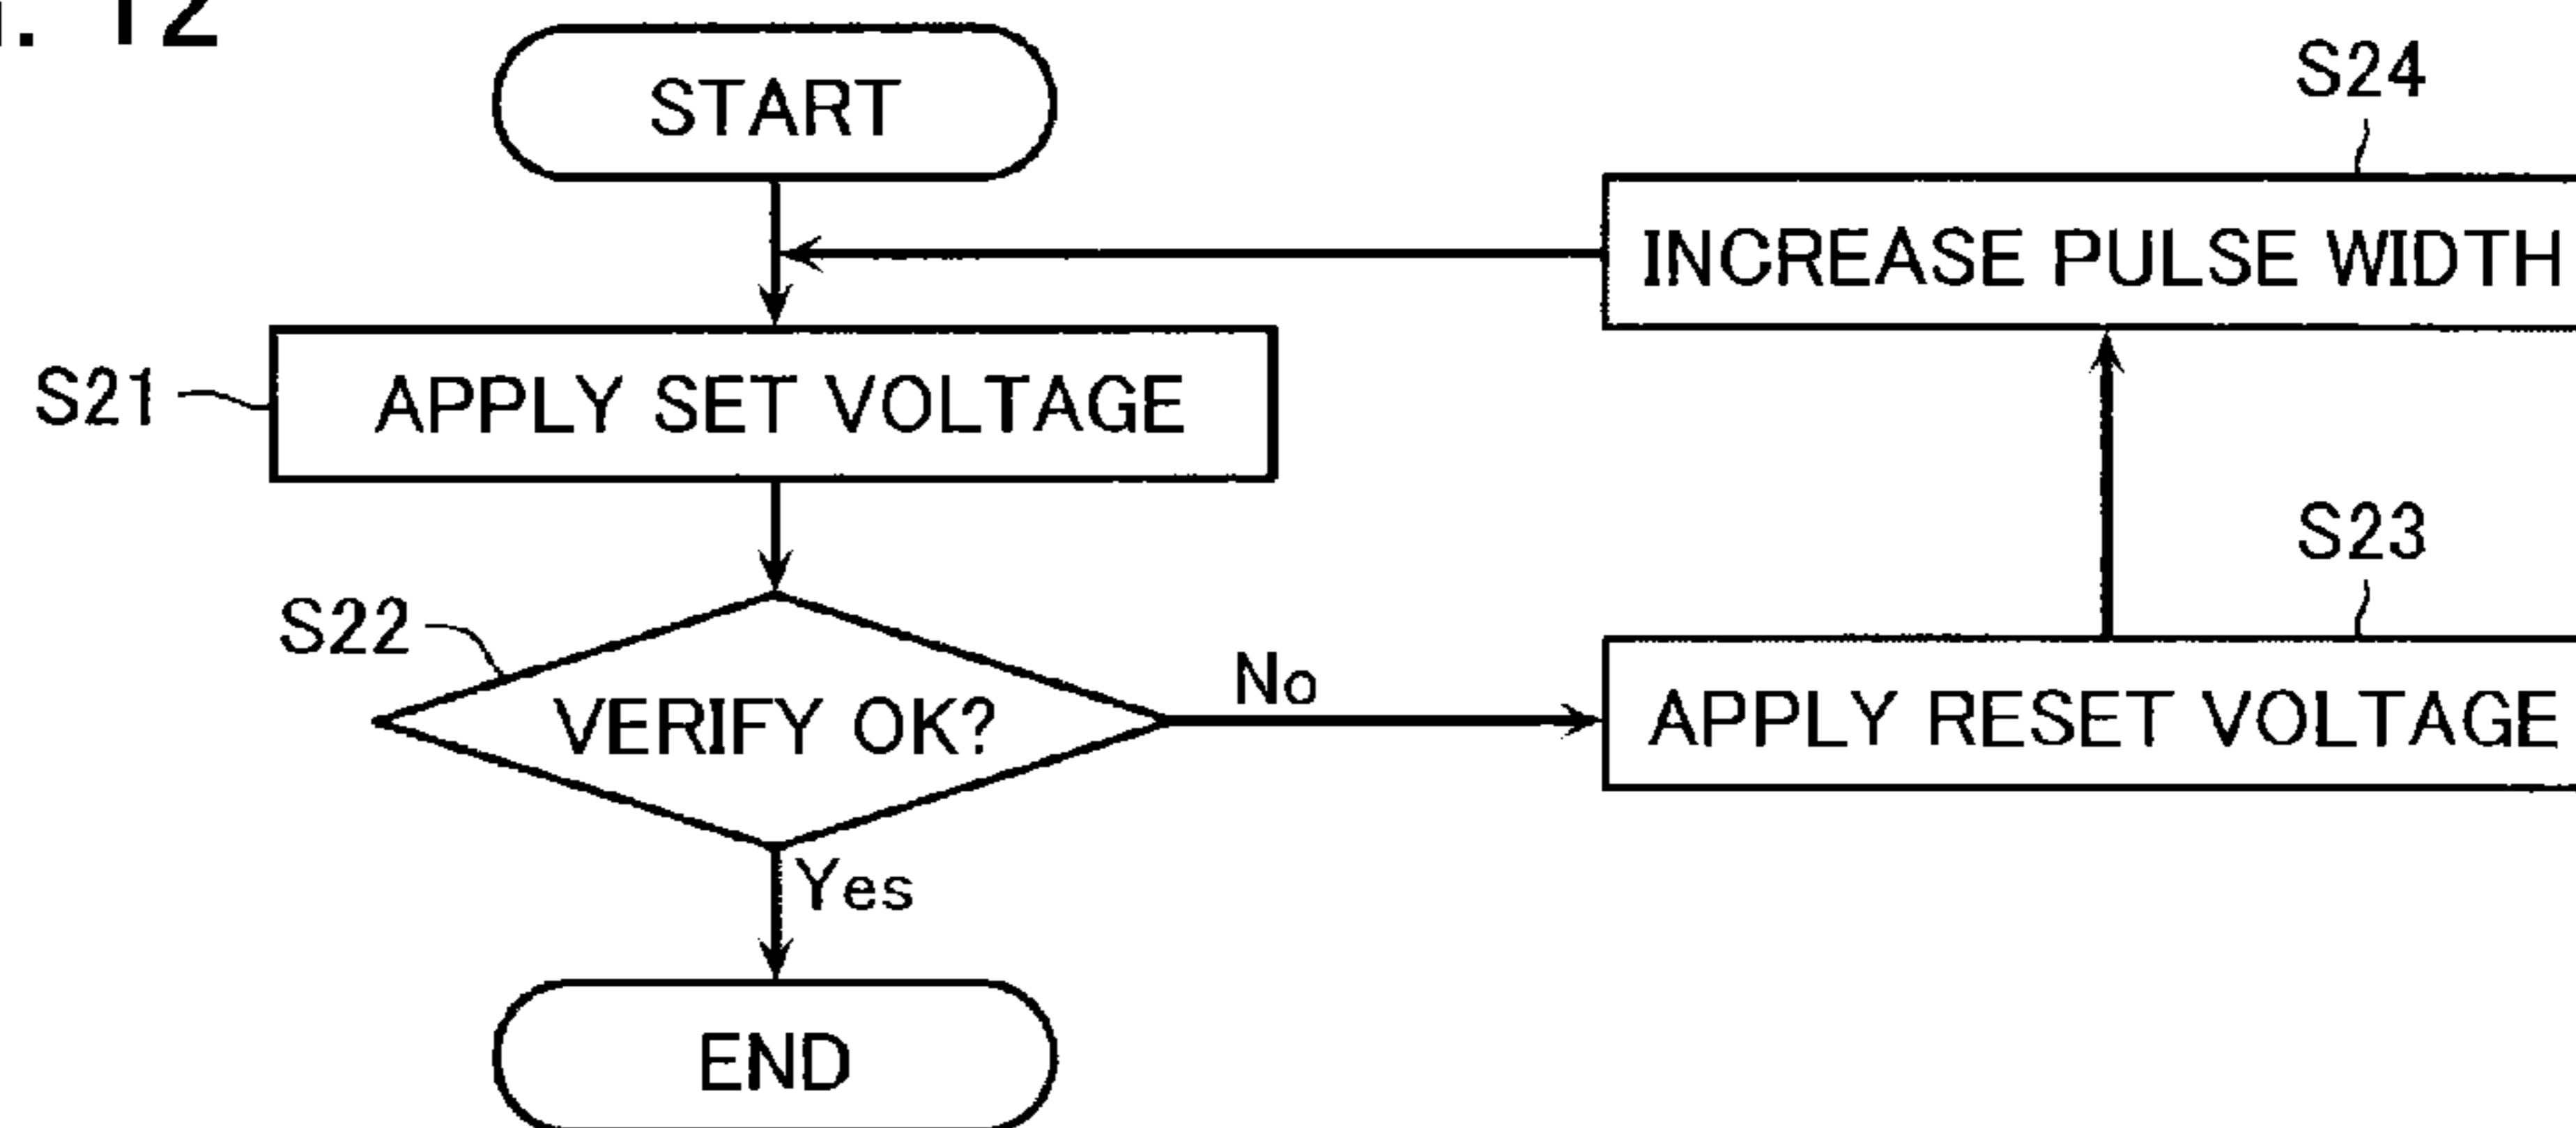 12
START
S24
INCREASE PULSE WIDTH
S21
APPLY SET VOLTAGE
S23
S22
VERIFY OK?
No
APPLY RESET VOLTAGE
Yes
END